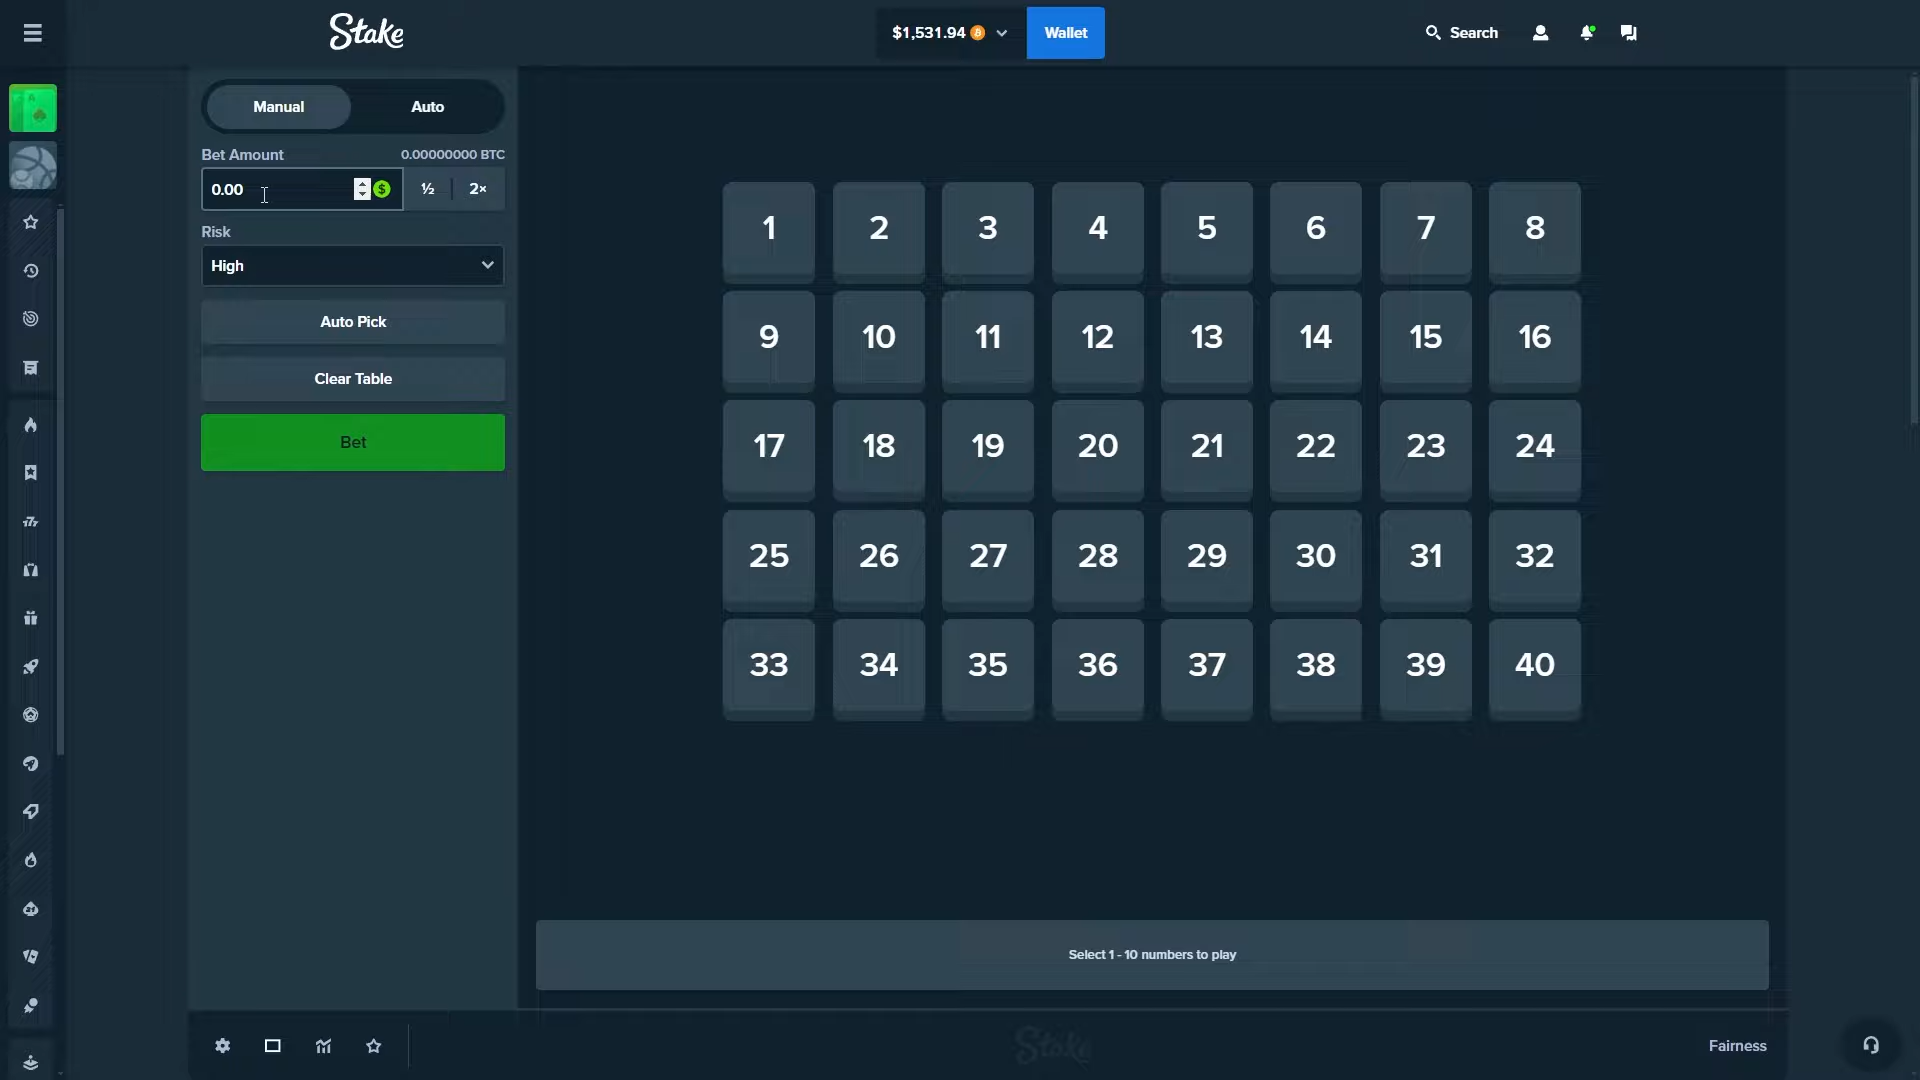 Stake
$1,531.94
Wallet
Search
Manual
Auto
Bet Amount
0.00000000 BTC
0.00
½
2×
Risk
High
Auto Pick
Clear Table
Bet
1 2 3 4 5 6 7 8
9 10 11 12 13 14 15 16
17 18 19 20 21 22 23 24
25 26 27 28 29 30 31 32
33 34 35 36 37 38 39 40
Select 1 - 10 numbers to play
Stake
Fairness